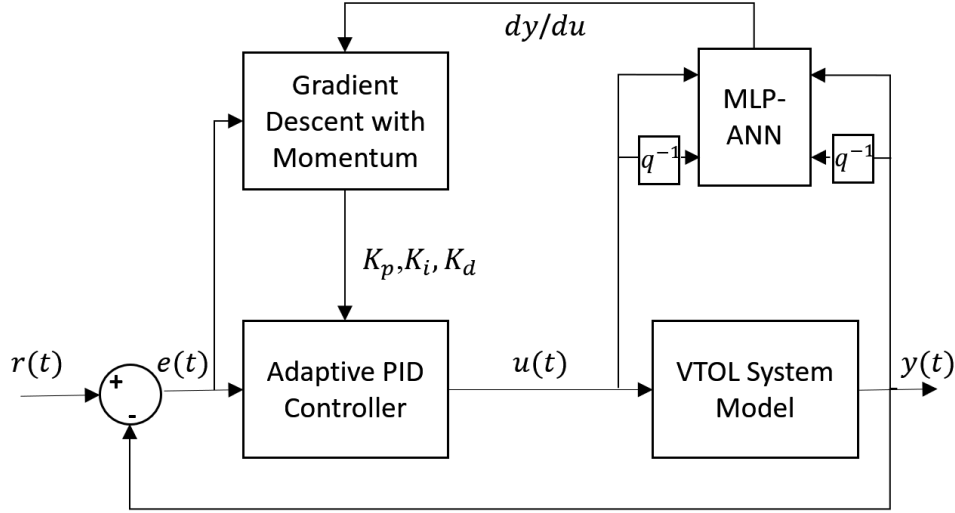 dy/du
Gradient
Descent with
Momentum
MLP-
ANN
q⁻¹
q⁻¹
K_p,K_i, K_d
r(t)
+
-
e(t)
Adaptive PID
Controller
u(t)
VTOL System
Model
y(t)